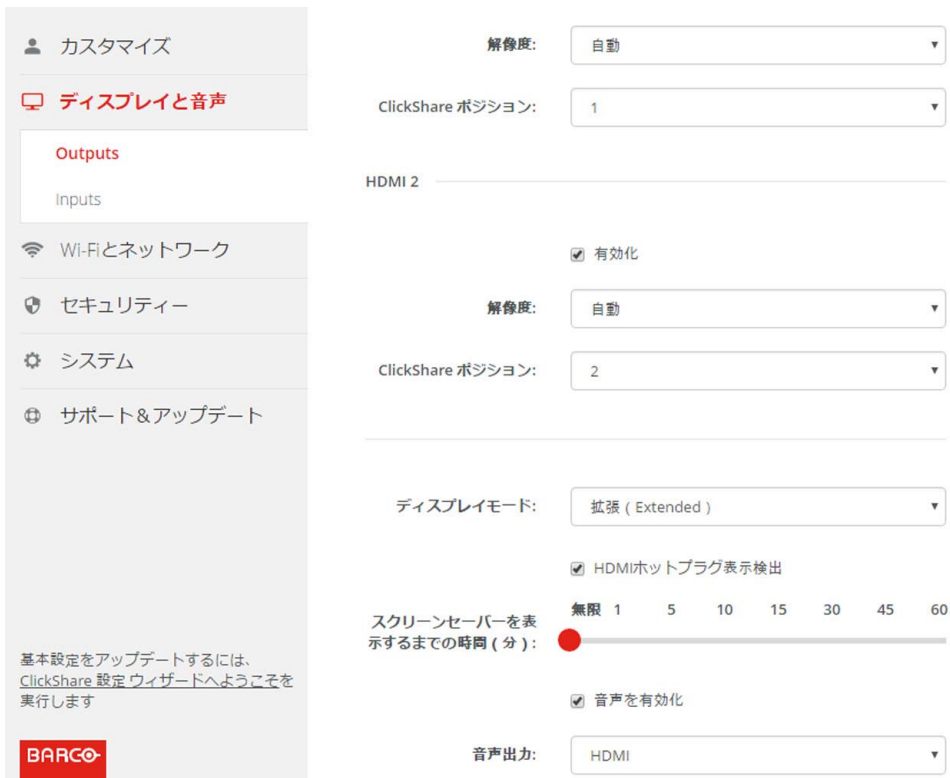 カスタマイズ
ディスプレイと音声
Outputs
Inputs
Wi-Fiとネットワーク
セキュリティー
システム
サポート&アップデート
基本設定をアップデートするには、
ClickShare 設定 ウィザードへようこそを
実行します
BARCO
解像度:
自動
ClickShare ポジション:
1
HDMI 2
有効化
解像度:
自動
ClickShare ポジション:
2
ディスプレイモード:
拡張 ( Extended )
HDMIホットプラグ表示検出
スクリーンセーバーを表
示するまでの時間 ( 分 ) :
無限 1 5 10 15 30 45 60
音声を有効化
音声出力:
HDMI